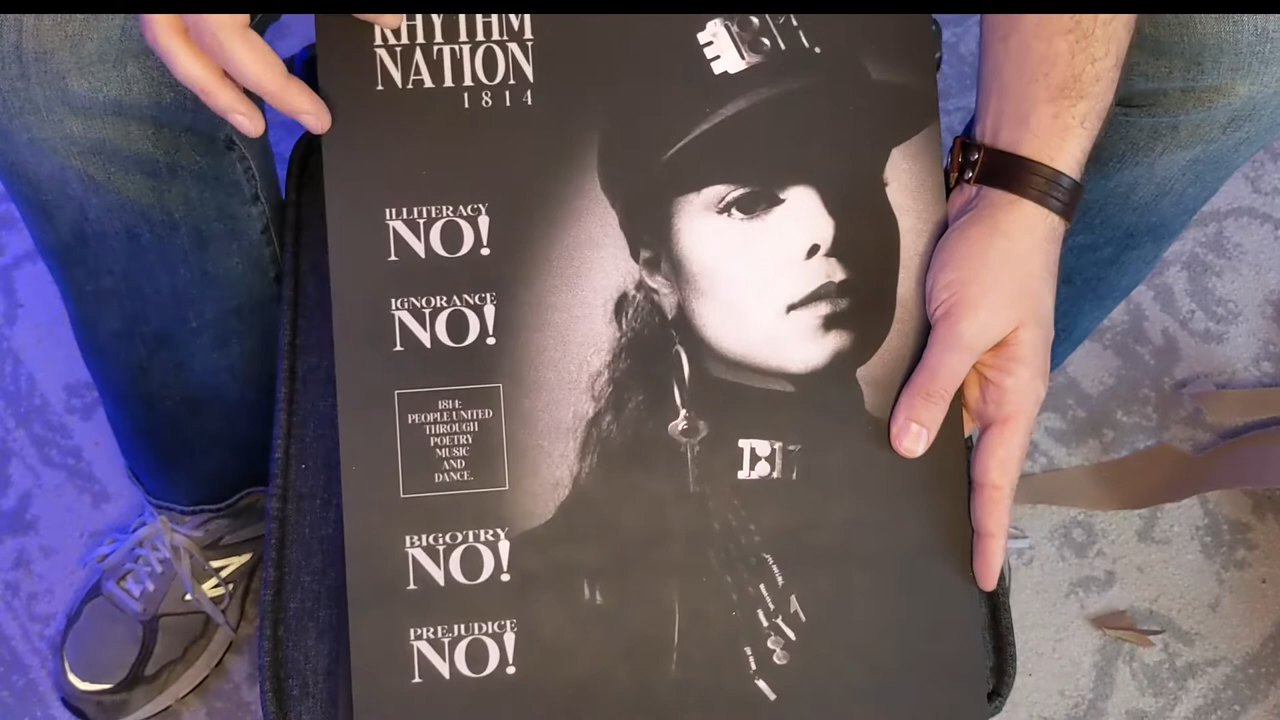 RHYTHM
NATION
1814
ILLITERACY
NO!
IGNORANCE
NO!
1814:
PEOPLE UNITED
THROUGH
POETRY
MUSIC
AND
DANCE.
BIGOTRY
NO!
PREJUDICE
NO!
1814
N